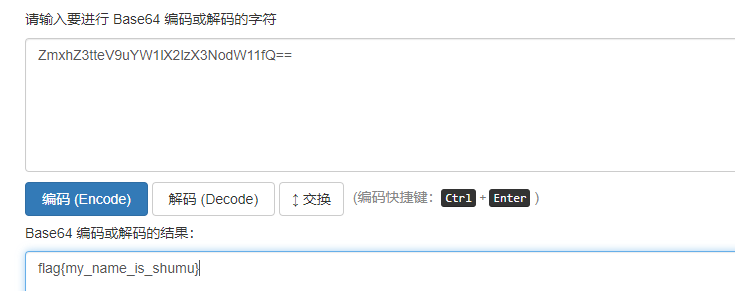 请输入要进行 Base64 编码或解码的字符
ZmxhZ3tteV9uYW1lX2lzX3NodW11fQ==
编码 (Encode) 解码 (Decode) ↕ 交换 (编码快捷键： Ctrl + Enter )
Base64 编码或解码的结果：
flag{my_name_is_shumu}